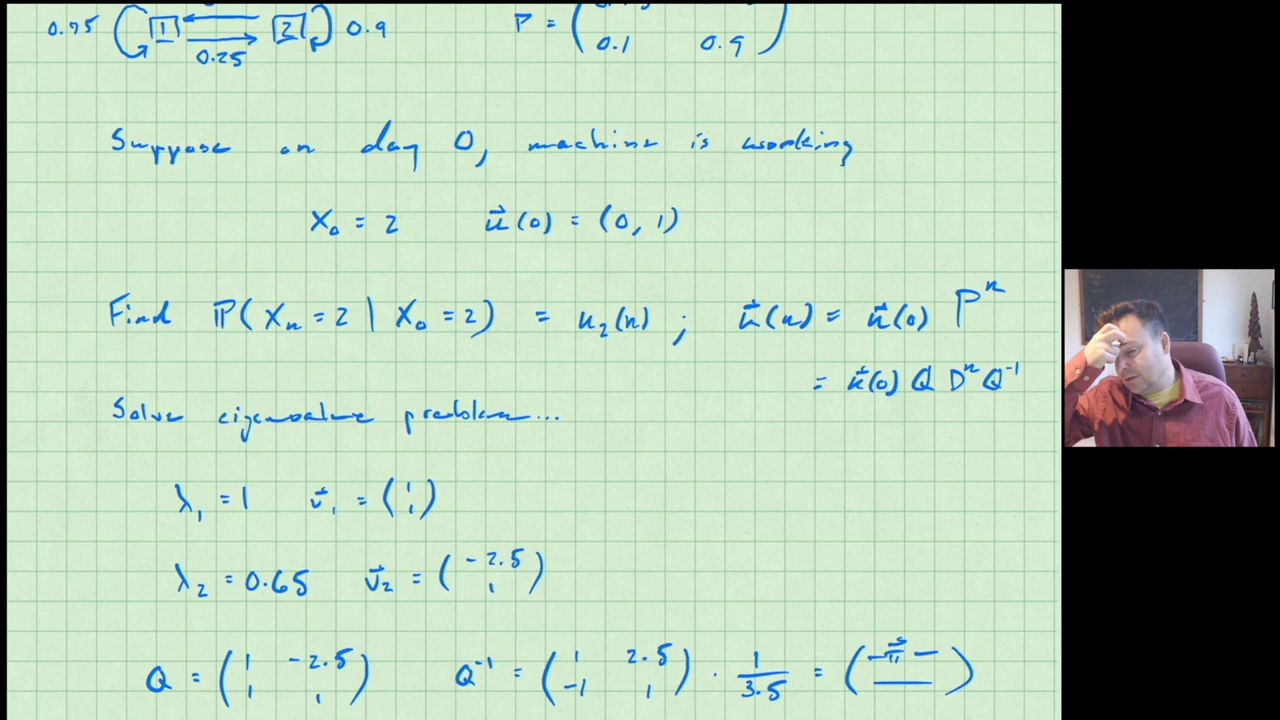 0.75 1 2 0.9
0.25
P = ( 0.1 0.9 )
Suppose on day 0, machine is working
X₀ = 2 u⃗(0) = (0, 1)
Find ℙ( Xₙ = 2 | X₀ = 2) = u₂(n) ; u⃗(n) = u⃗(0) Pⁿ
= u⃗(0) Q Dⁿ Q⁻¹
Solve eigenvalue problem...
λ₁ = 1 v⃗₁ = ( 1 1 )
λ₂ = 0.65 v⃗₂ = ( -2.5 1 )
Q = ( 1 -2.5 1 1 ) Q⁻¹ = ( 1 2.5 -1 1 ) · 1/3.5 = ( )